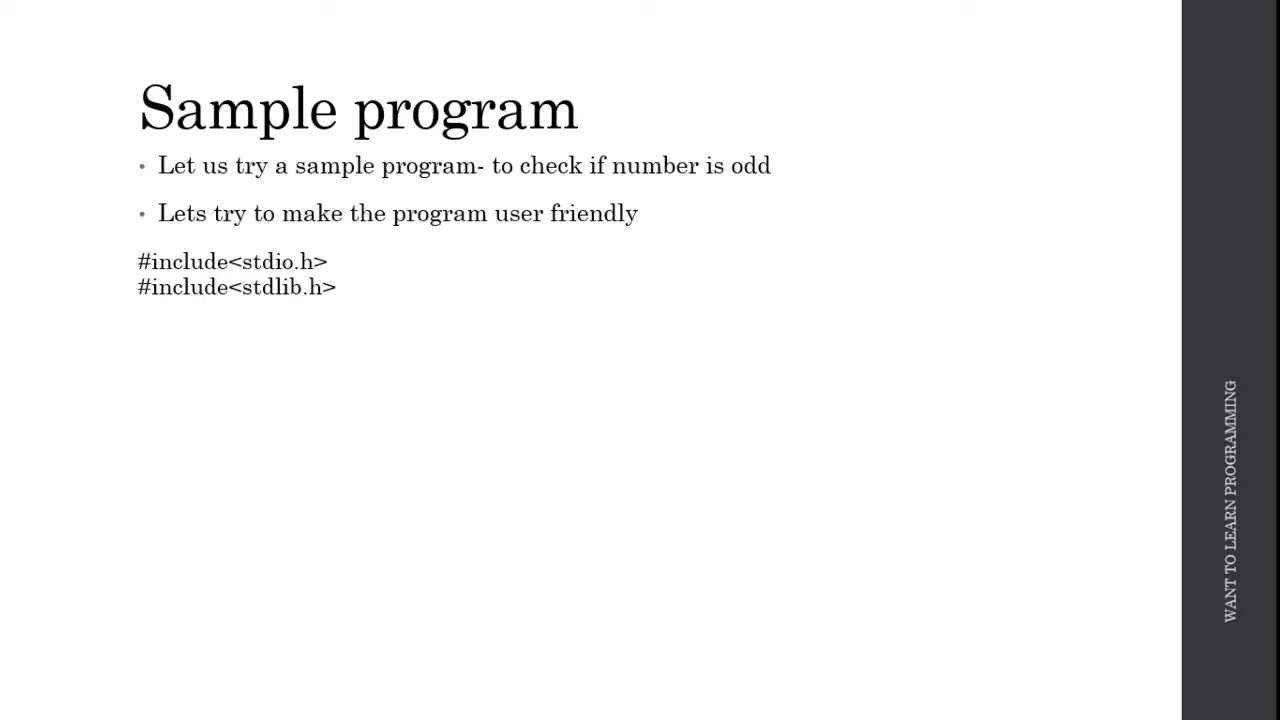 Sample program
• Let us try a sample program- to check if number is odd
• Lets try to make the program user friendly
#include<stdio.h>
#include<stdlib.h>
WANT TO LEARN PROGRAMMING